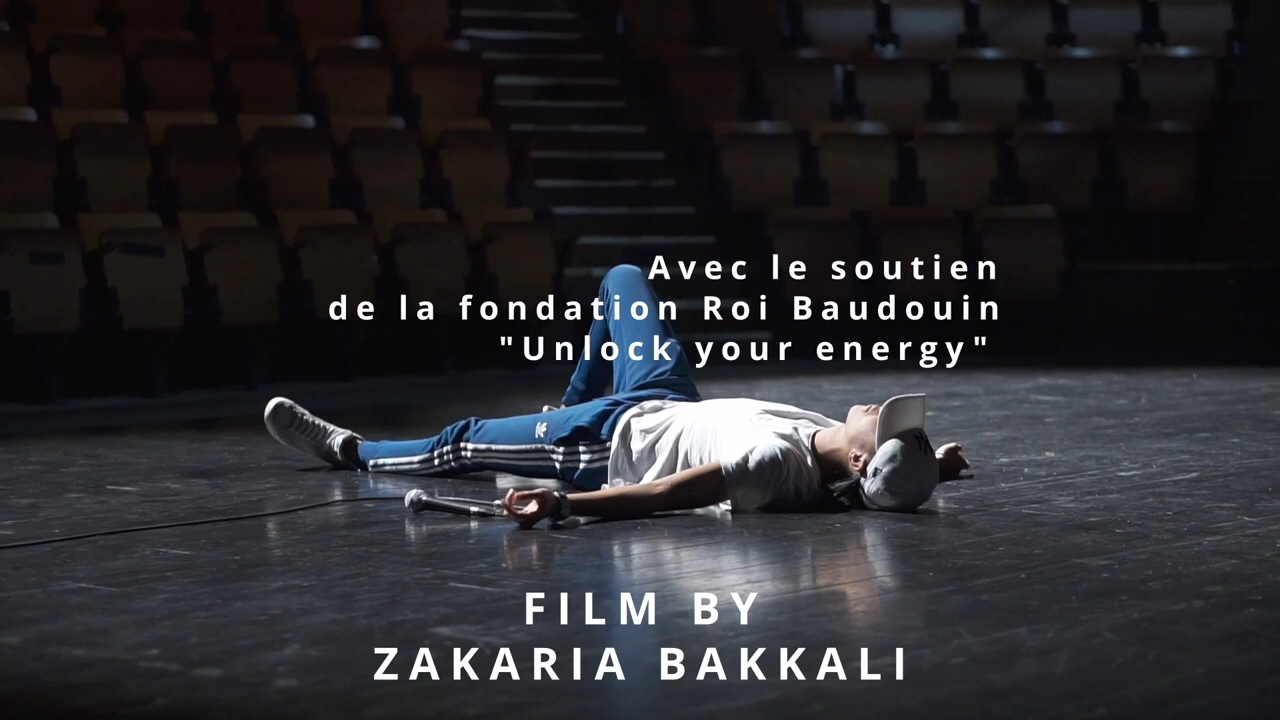 Avec le soutien
de la fondation Roi Baudouin
"Unlock your energy"
FILM BY
ZAKARIA BAKKALI